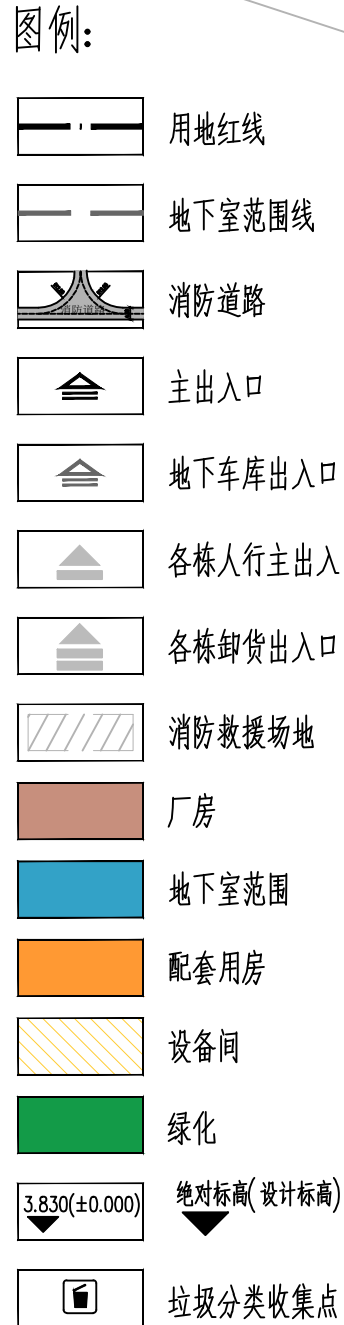 图例:
用地红线
地下室范围线
消防道路 消防道路
主出入口
地下车库出入口
各栋人行主出入
各栋卸货出入口
消防救援场地
厂房
地下室范围
配套用房
设备间
绿化
3.830(±0.000) 绝对标高(设计标高)
垃圾分类收集点